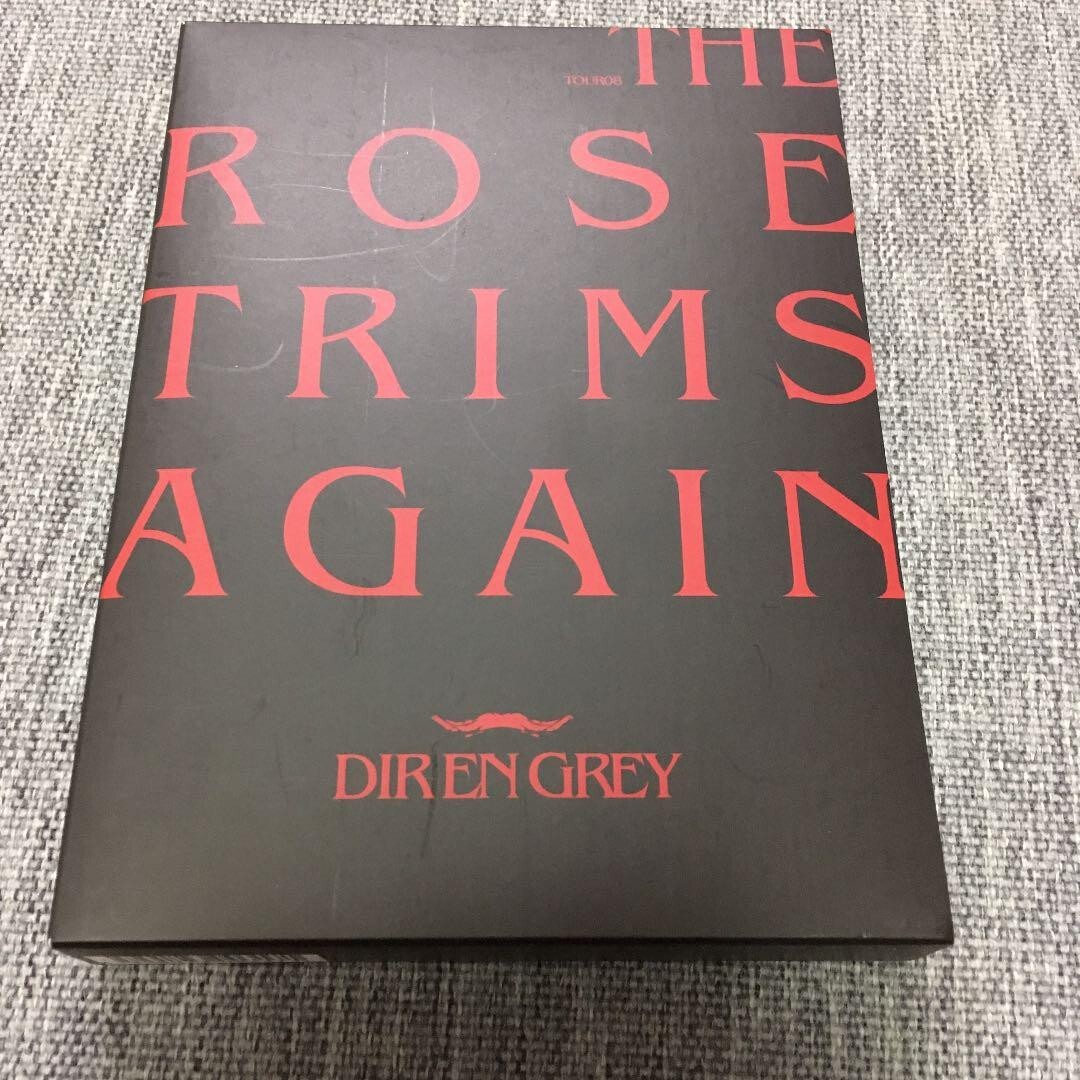 TOUR08 THE
ROSE
TRIMS
AGAIN
DIR EN GREY